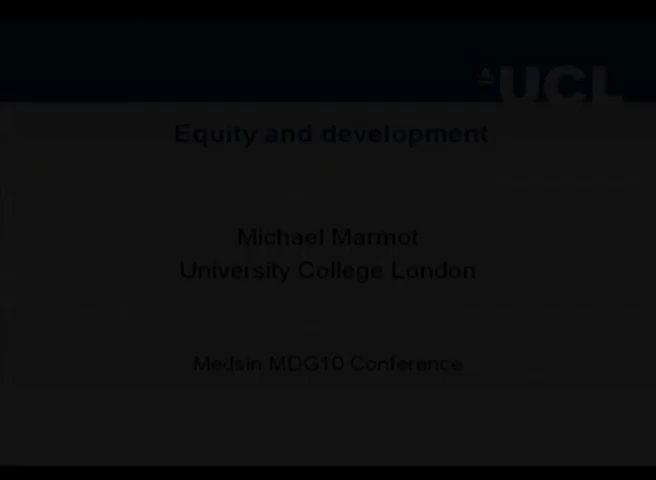 UCL
Equity and development
Michael Marmot
University College London
Medsin MDG10 Conference